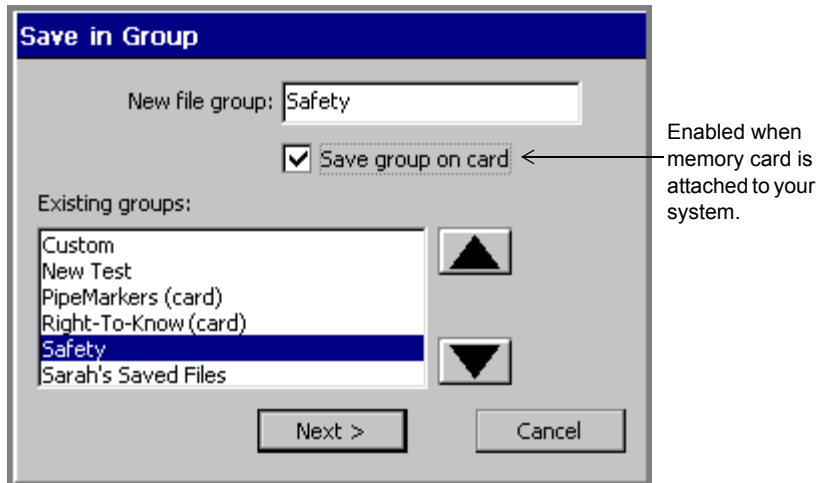 Save in Group
New file group: Safety
Save group on card
Enabled when
memory card is
attached to your
system.
Existing groups:
Custom
New Test
PipeMarkers (card)
Right-To-Know (card)
Safety
Sarah's Saved Files
Next >
Cancel